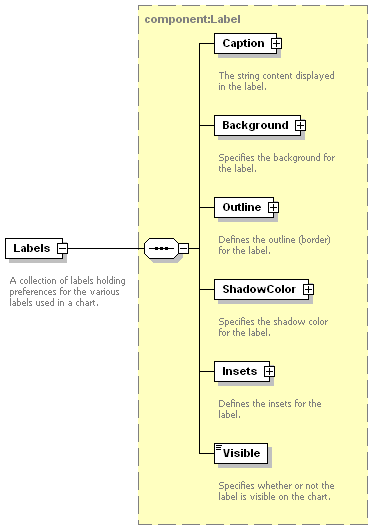 component:Label
Caption
The string content displayed
in the label.
Background
Specifies the background for
the label.
Outline
Defines the outline (border)
for the label.
Labels
A collection of labels holding
preferences for the various
labels used in a chart.
ShadowColor
Specifies the shadow color
for the label.
Insets
Defines the insets for the
label.
Visible
Specifies whether or not the
label is visible on the chart.